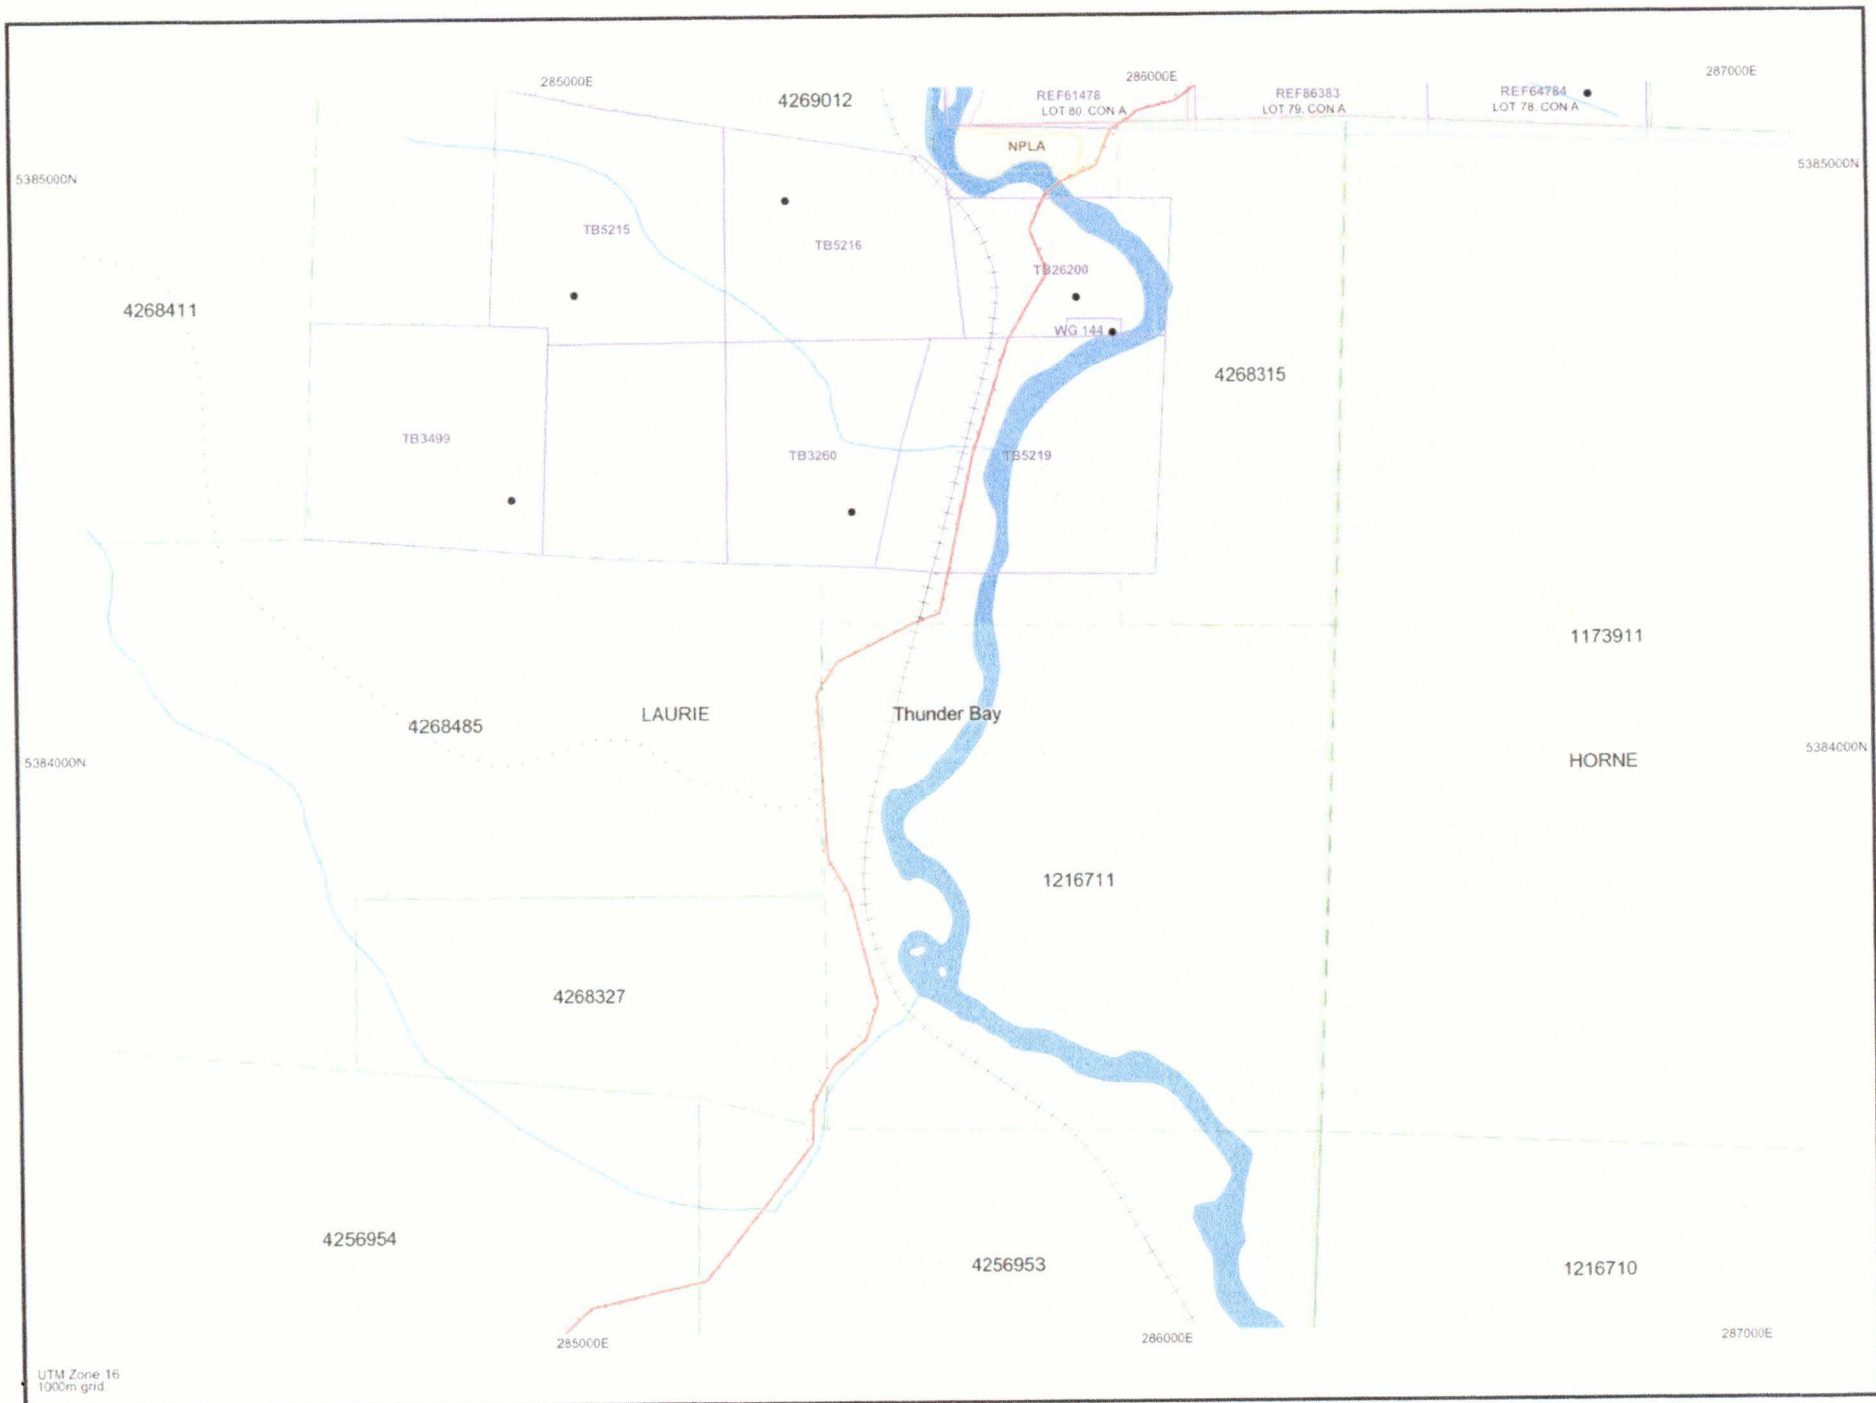 285000E
286000E
287000E
4269012
REF61478
LOT 80, CON A
REF86383
LOT 79, CON A
REF64784
LOT 78, CON A
NPLA
5385000N
5385000N
TB5215
TB5216
TB26200
4268411
WG 144
4268315
TB3499
TB3260
TB5219
1173911
4268485
LAURIE
Thunder Bay
5384000N
5384000N
HORNE
1216711
4268327
4256954
4256953
1216710
285000E
286000E
287000E
UTM Zone 16
1000m grid